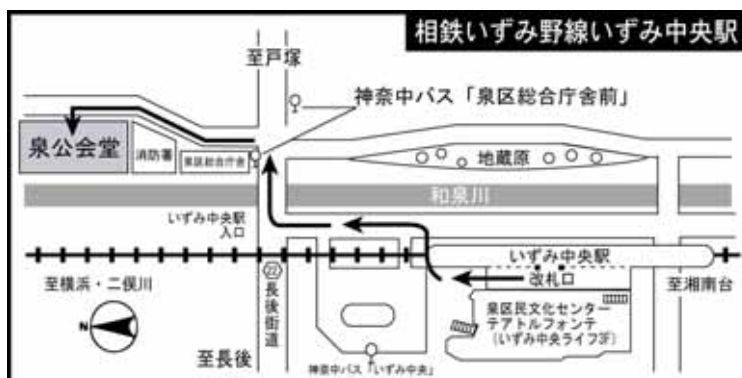 相鉄いずみ野線いずみ中央駅
至戸塚
神奈中バス「泉区総合庁舎前」
泉公会堂
消防署
泉区総合庁舎
地蔵原
和泉川
いずみ中央駅
入口
いずみ中央駅
改札口
至横浜・二俣川
22
長後街道
至湘南台
N
泉区民文化センター
テアトルフォンテ
(いずみ中央ライフ3F)
至長後
神奈中バス「いずみ中央」